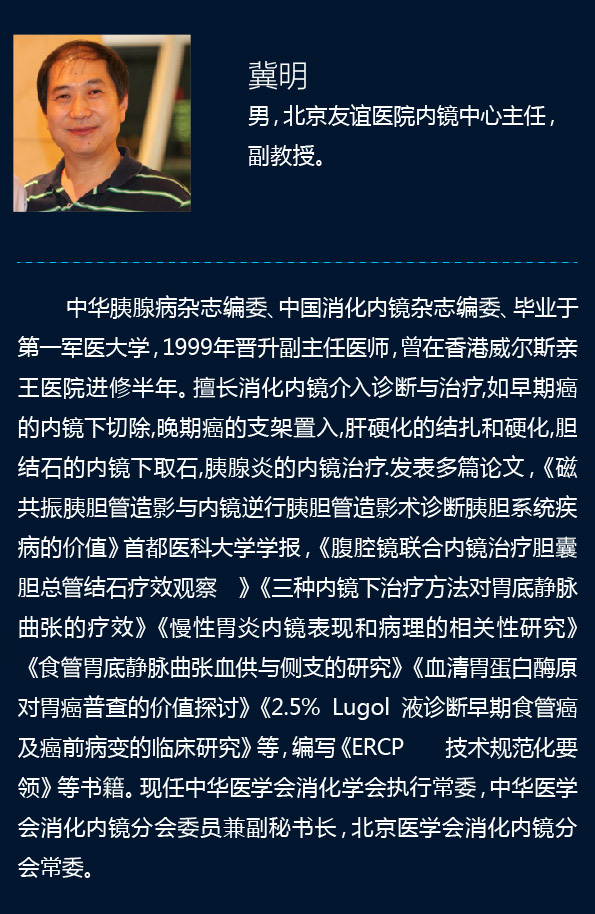 冀明
男，北京友谊医院内镜中心主任，
副教授。
中华胰腺病杂志编委、中国消化内镜杂志编委、毕业于
第一军医大学，1999年晋升副主任医师，曾在香港威尔斯亲
王医院进修半年。擅长消化内镜介入诊断与治疗,如早期癌
的内镜下切除,晚期癌的支架置入,肝硬化的结扎和硬化,胆
结石的内镜下取石,胰腺炎的内镜治疗.发表多篇论文，《磁
共振胰胆管造影与内镜逆行胰胆管造影术诊断胰胆系统疾
病的价值》首都医科大学学报，《腹腔镜联合内镜治疗胆囊
胆总管结石疗效观察　》《三种内镜下治疗方法对胃底静脉
曲张的疗效》《慢性胃炎内镜表现和病理的相关性研究》
《食管胃底静脉曲张血供与侧支的研究》《血清胃蛋白酶原
对胃癌普查的价值探讨》《2.5% Lugol 液诊断早期食管癌
及癌前病变的临床研究》等，编写《ERCP　技术规范化要
领》等书籍。现任中华医学会消化学会执行常委，中华医学
会消化内镜分会委员兼副秘书长，北京医学会消化内镜分
会常委。